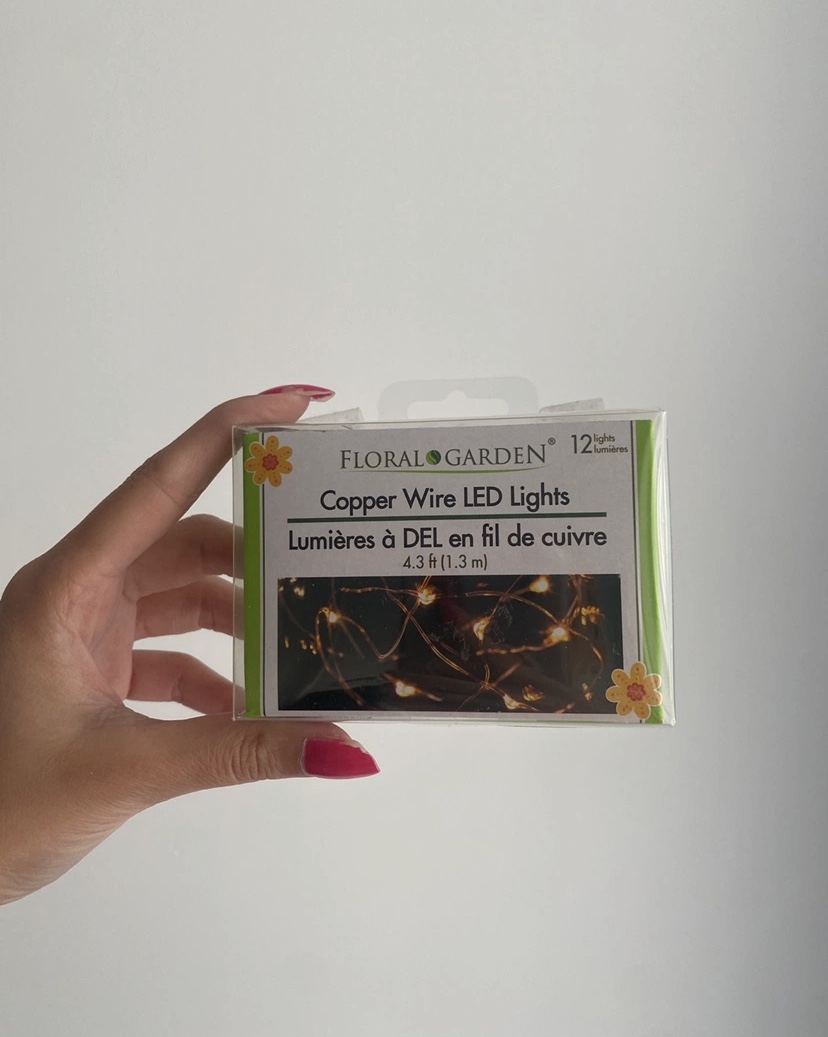 FLORAL GARDEN®
12 lights
lumières
Copper Wire LED Lights
Lumières à DEL en fil de cuivre
4.3 ft (1.3 m)